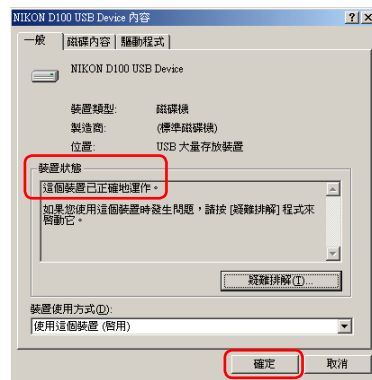 NIKON D100 USB Device 內容
一般 磁碟內容 驅動程式
NIKON D100 USB Device
裝置類型: 磁碟機
製造商: (標準磁碟機)
位置: USB 大量存放裝置
裝置狀態
這個裝置已正確地運作。
如果您使用這個裝置時發生問題，請按 [疑難排解] 程式來
啓動它。
疑難排解(T)...
裝置使用方式(D):
使用這個裝置 (啓用)
確定 取消